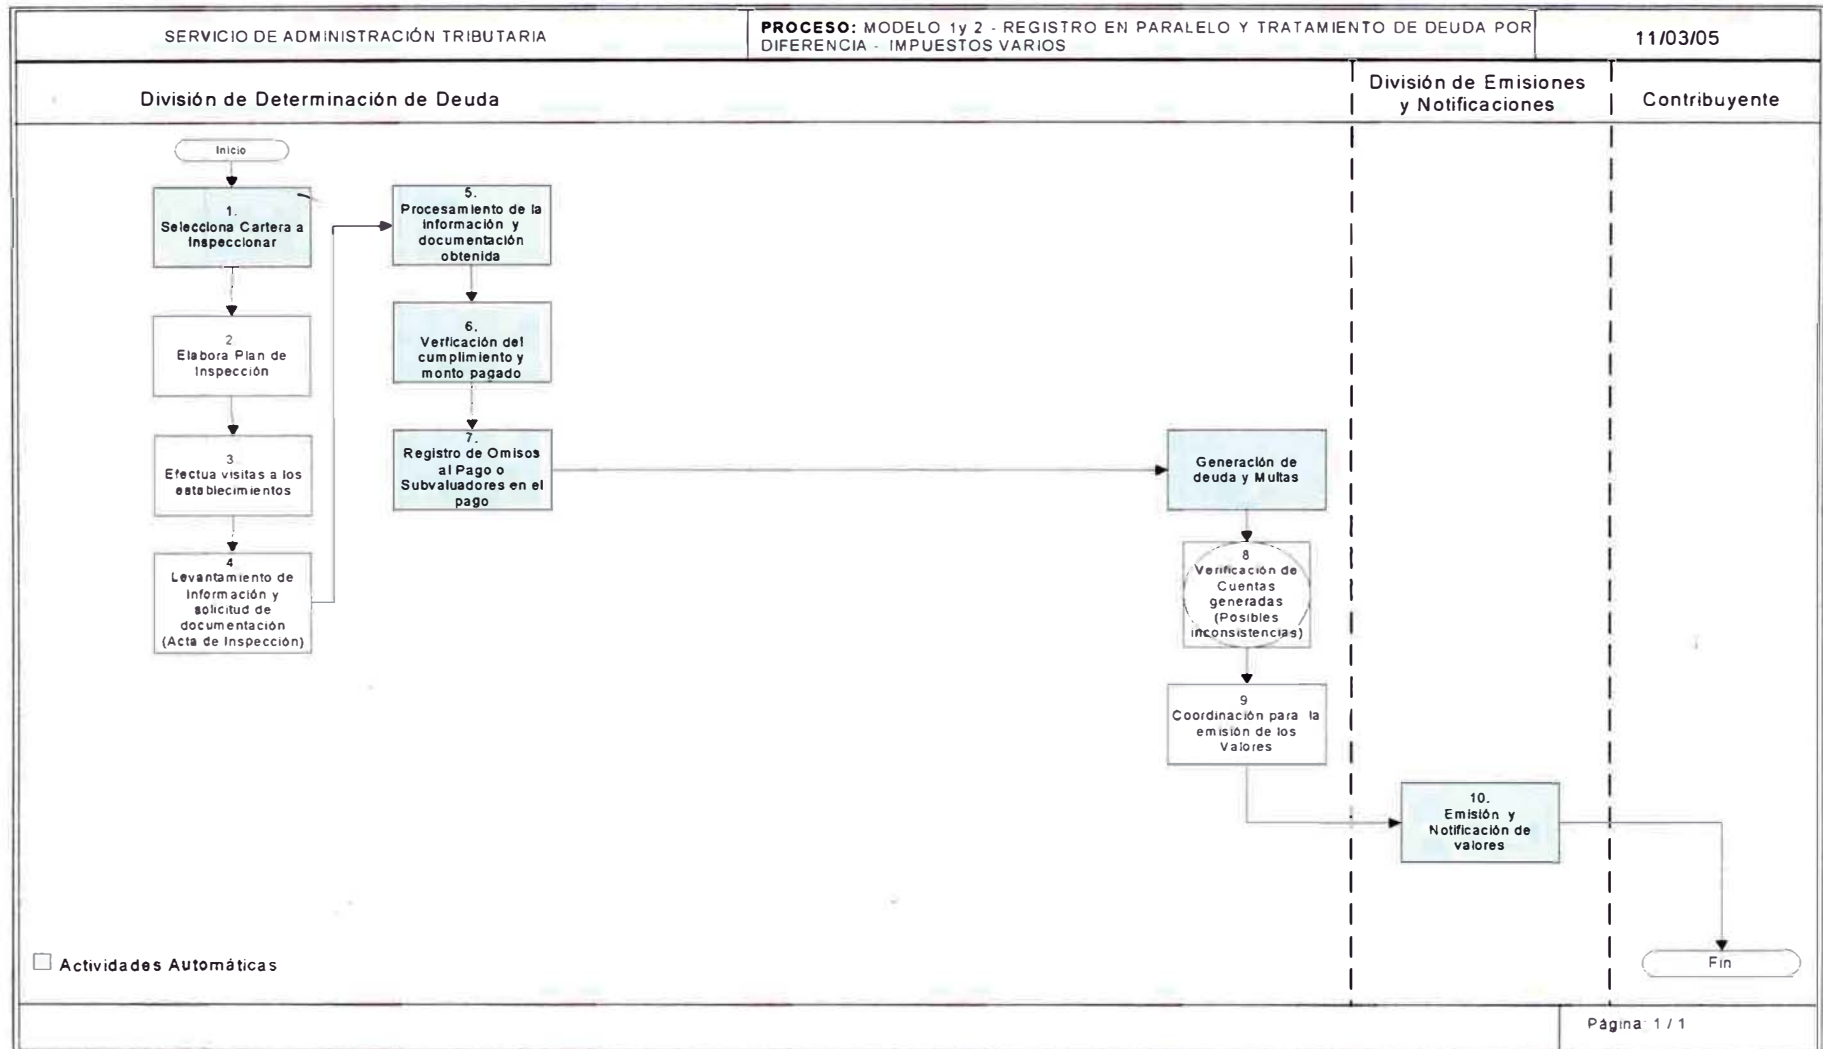 SERVICIO DE ADMINISTRACIÓN TRIBUTARIA
PROCESO: MODELO 1y 2 - REGISTRO EN PARALELO Y TRATAMIENTO DE DEUDA POR
DIFERENCIA - IMPUESTOS VARIOS
11/03/05
División de Determinación de Deuda
División de Emisiones
y Notificaciones
Contribuyente
Inicio
1.
Selecciona Cartera a
Inspeccionar
2
Elabora Plan de
Inspección
3
Efectua visitas a los
establecimientos
4
Levantamiento de
Información y
solicitud de
documentación
(Acta de Inspección)
5.
Procesamiento de la
información y
documentación
obtenida
6.
Verficación del
cumplimiento y
monto pagado
7.
Registro de Omisos
al Pago o
Subvaluadores en el
pago
Generación de
deuda y Multas
8
Verificación de
Cuentas
generadas
(Posibles
inconsistencias)
9
Coordinación para la
emisión de los
Valores
10.
Emisión y
Notificación de
valores
Fin
Actividades Automáticas
Página: 1 / 1